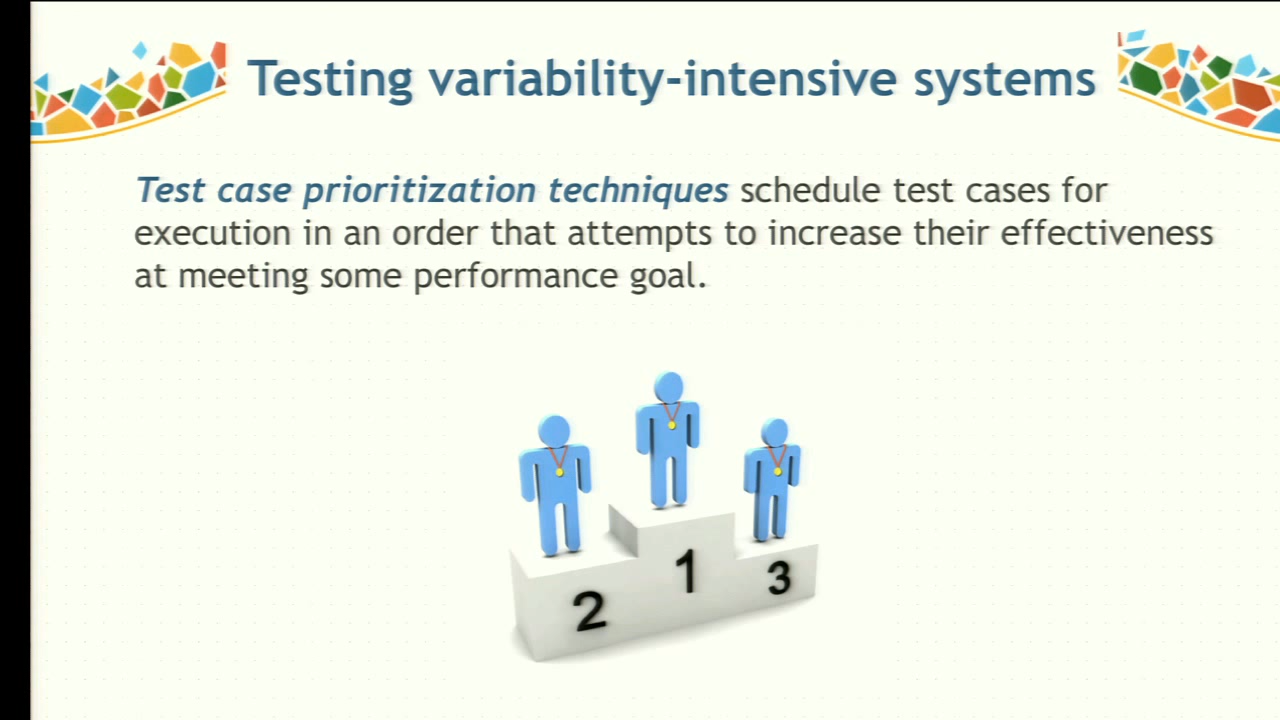 Testing variability-intensive systems
Test case prioritization techniques schedule test cases for
execution in an order that attempts to increase their effectiveness
at meeting some performance goal.
2
1
3